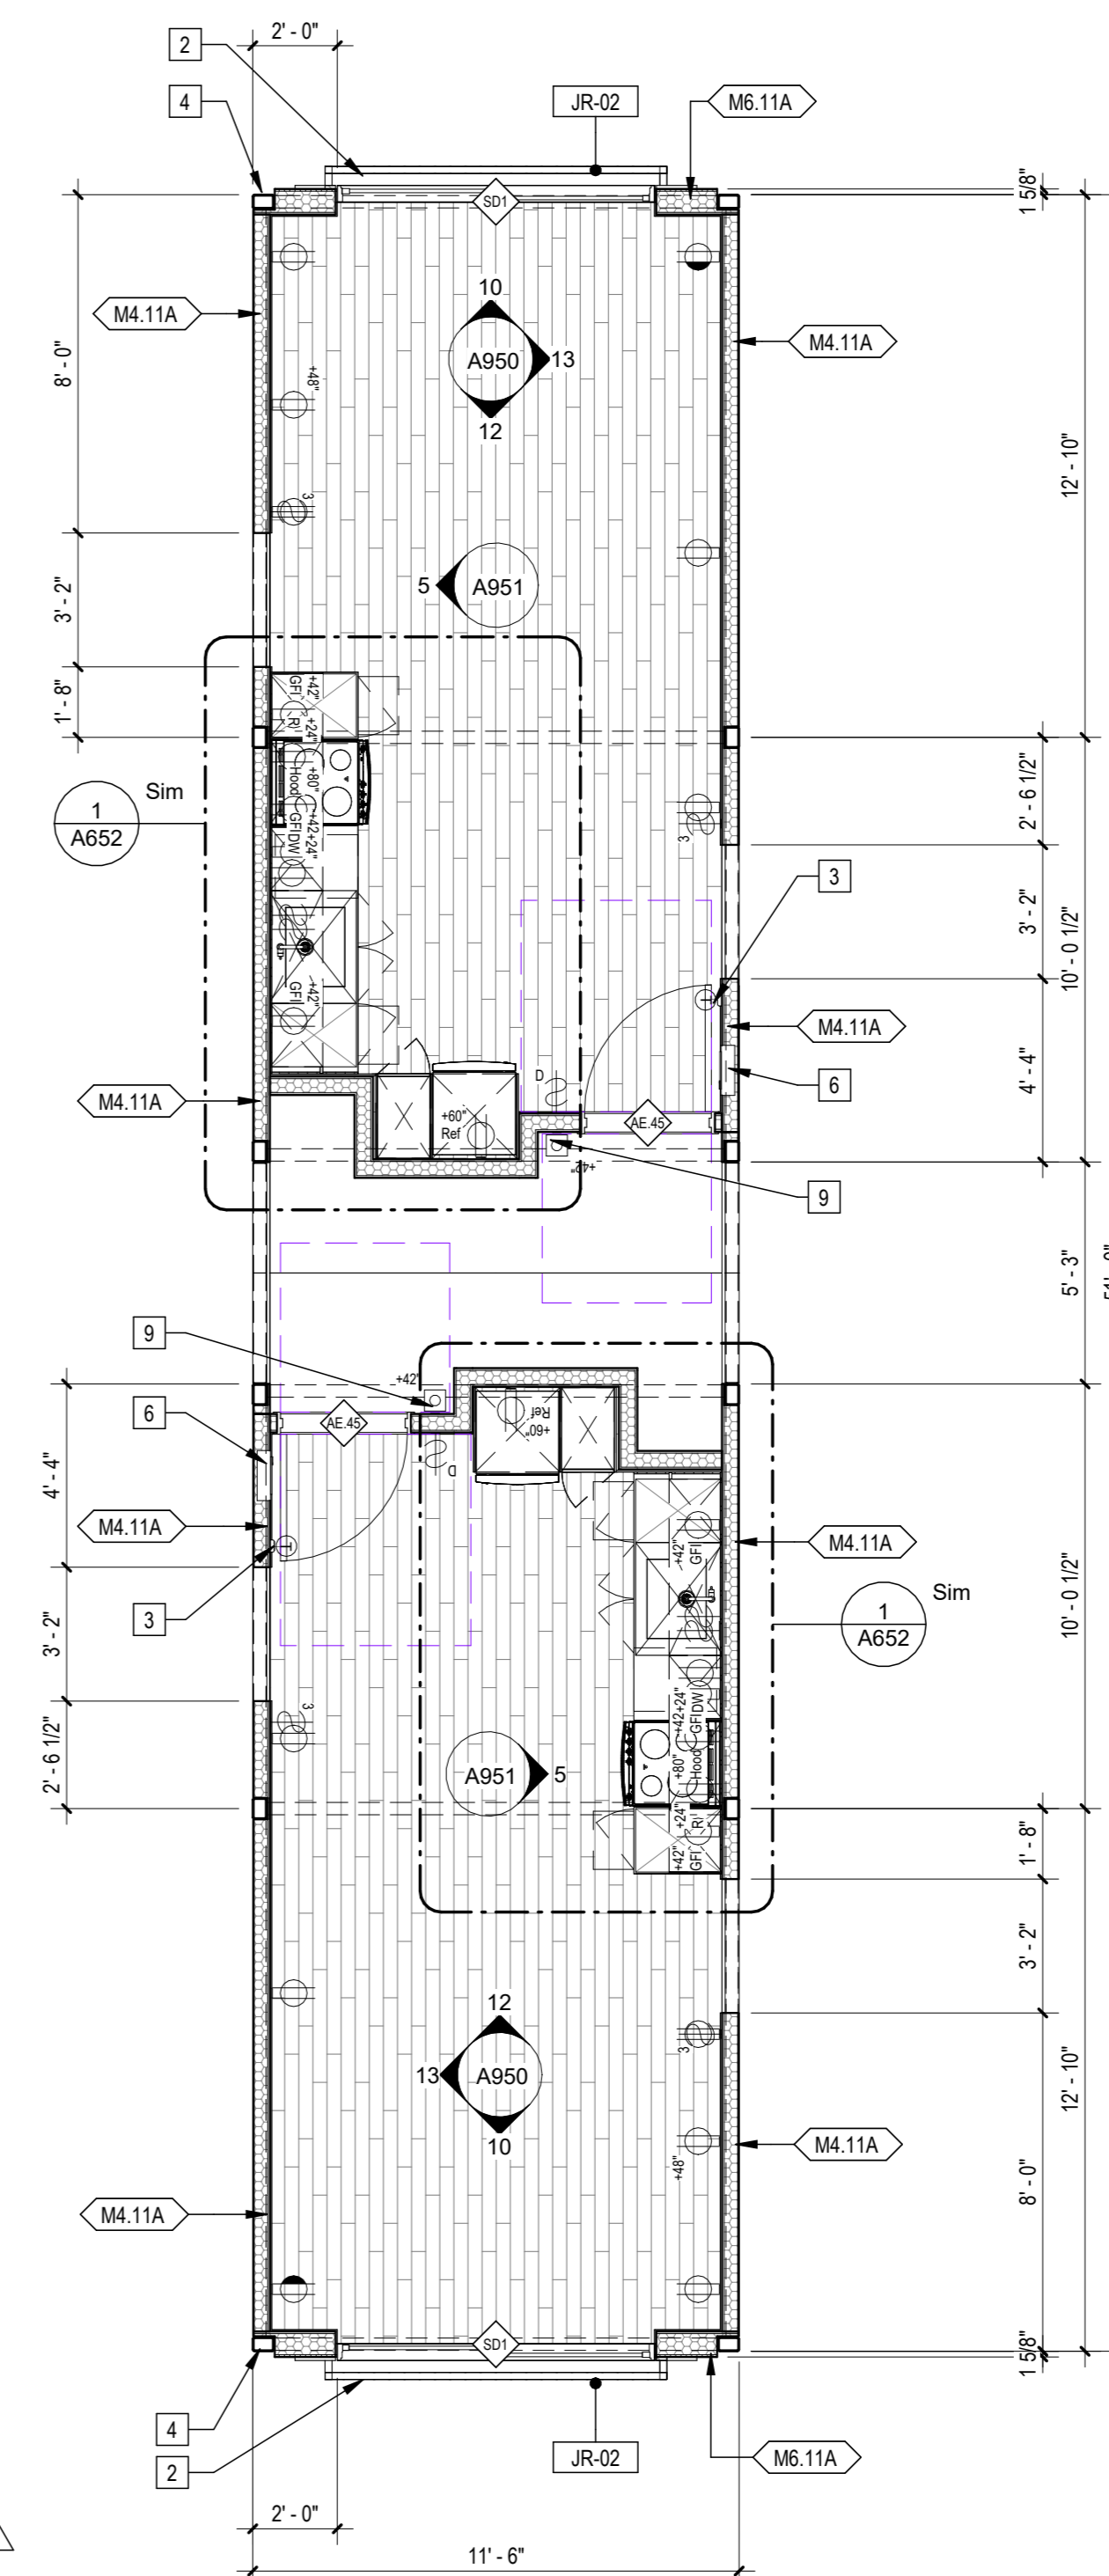 2' - 0"
2
4
JR-02
M6.11A
1 5/8"
SD1
M4.11A
10
A950
13
12
M4.11A
8' - 0"
+48"
12' - 10"
3
5
A951
3' - 2"
+42"
GFI
1' - 8"
R
+24"
Sim
1
A652
+80"
Hood
+42+24"
GFIDW
3
2' - 6 1/2"
3
3' - 2"
10' - 0 1/2"
+42"
GFI
M4.11A
6
4' - 4"
M4.11A
D
+60"
Ref
AE.45
+42"
9
5' - 3"
9
+42"
6
AE.45
Ref
+60"
D
4' - 4"
M4.11A
M4.11A
+42"
GFI
3
Sim
1
A652
3' - 2"
10' - 0 1/2"
+42+24"
GFIDW
3
2' - 6 1/2"
A951
5
+80"
Hood
+24"
R
+42"
GFI
1' - 8"
3' - 2"
12
13
A950
10
3
12' - 10"
M4.11A
+48"
8' - 0"
M4.11A
SD1
1 5/8"
4
2
JR-02
M6.11A
2' - 0"
11' - 6"